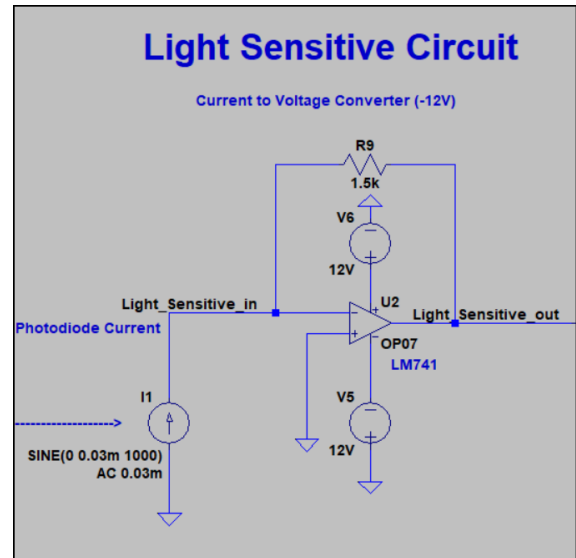 Light Sensitive Circuit
Current to Voltage Converter (-12V)
R9
1.5k
V6
12V
Light_Sensitive_in
U2
Light_Sensitive_out
Photodiode Current
OP07
LM741
I1
V5
12V
SINE(0 0.03m 1000)
AC 0.03m